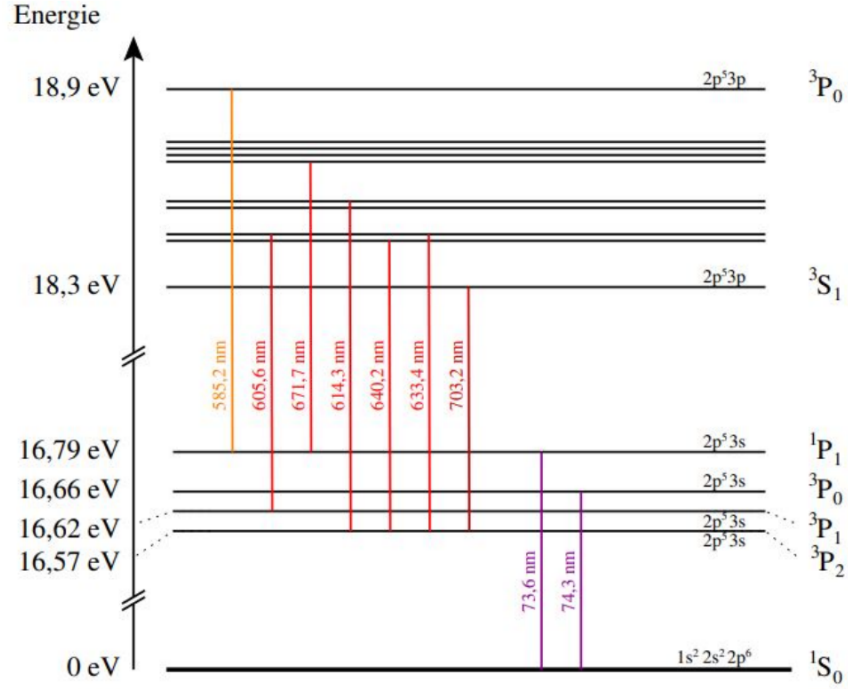 Energie
18,9 eV
2p⁵3p
³P₀
18,3 eV
2p⁵3p
³S₁
585,2 nm
605,6 nm
671,7 nm
614,3 nm
640,2 nm
633,4 nm
703,2 nm
16,79 eV
2p⁵3s
¹P₁
16,66 eV
2p⁵3s
³P₀
16,62 eV
2p⁵3s
³P₁
16,57 eV
2p⁵3s
³P₂
73,6 nm
74,3 nm
0 eV
1s² 2s² 2p⁶
¹S₀